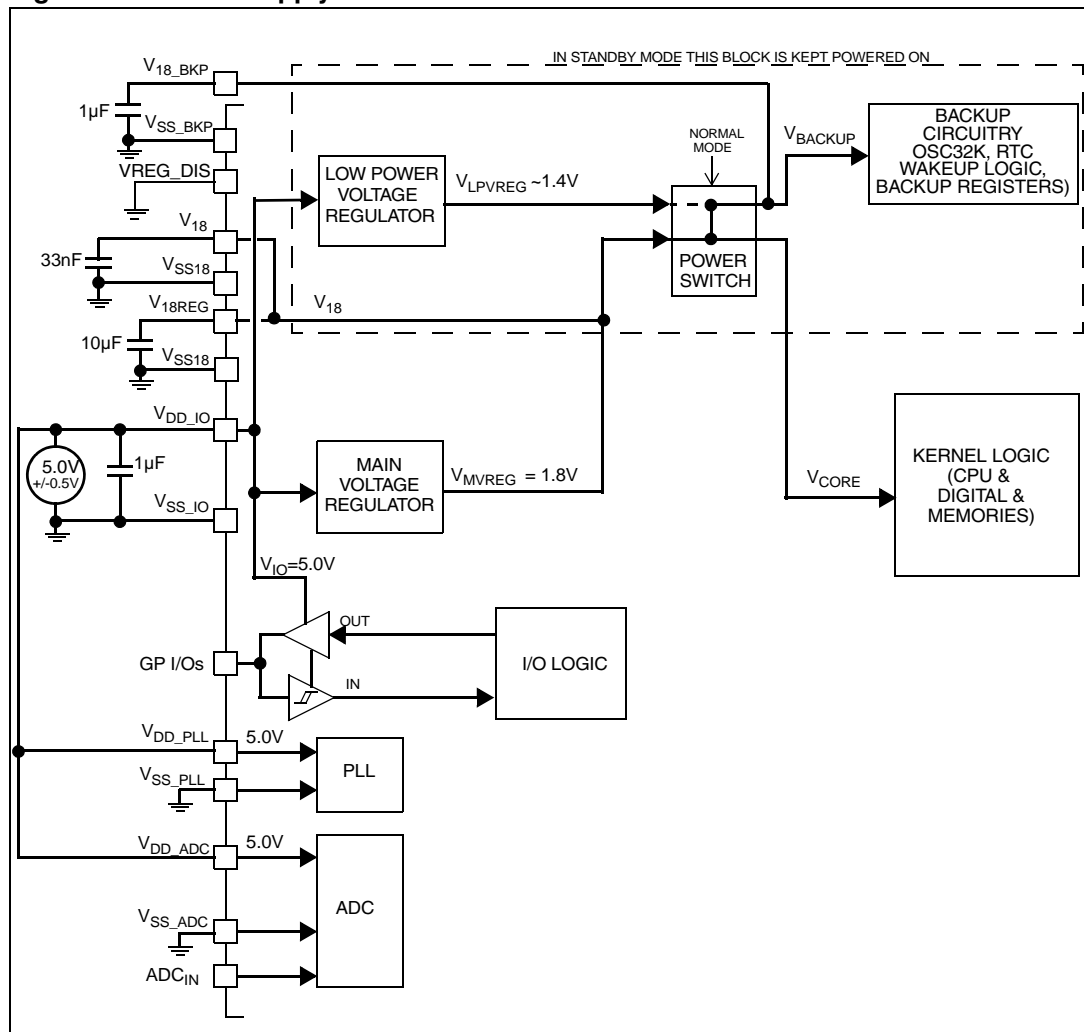 IN STANDBY MODE THIS BLOCK IS KEPT POWERED ON
V18_BKP
1µF
VSS_BKP
VREG_DIS
V18
33nF
VSS18
V18REG
10µF
VSS18
LOW POWER
VOLTAGE
REGULATOR
VLPVREG ~1.4V
NORMAL
MODE
POWER
SWITCH
VBACKUP
BACKUP
CIRCUITRY
OSC32K, RTC
WAKEUP LOGIC,
BACKUP REGISTERS)
V18
VDD_IO
5.0V
+/-0.5V
1µF
VSS_IO
MAIN
VOLTAGE
REGULATOR
VMVREG = 1.8V
VCORE
KERNEL LOGIC
(CPU &
DIGITAL &
MEMORIES)
VIO=5.0V
OUT
GP I/Os
IN
I/O LOGIC
VDD_PLL
5.0V
VSS_PLL
PLL
VDD_ADC
5.0V
VSS_ADC
ADCIN
ADC